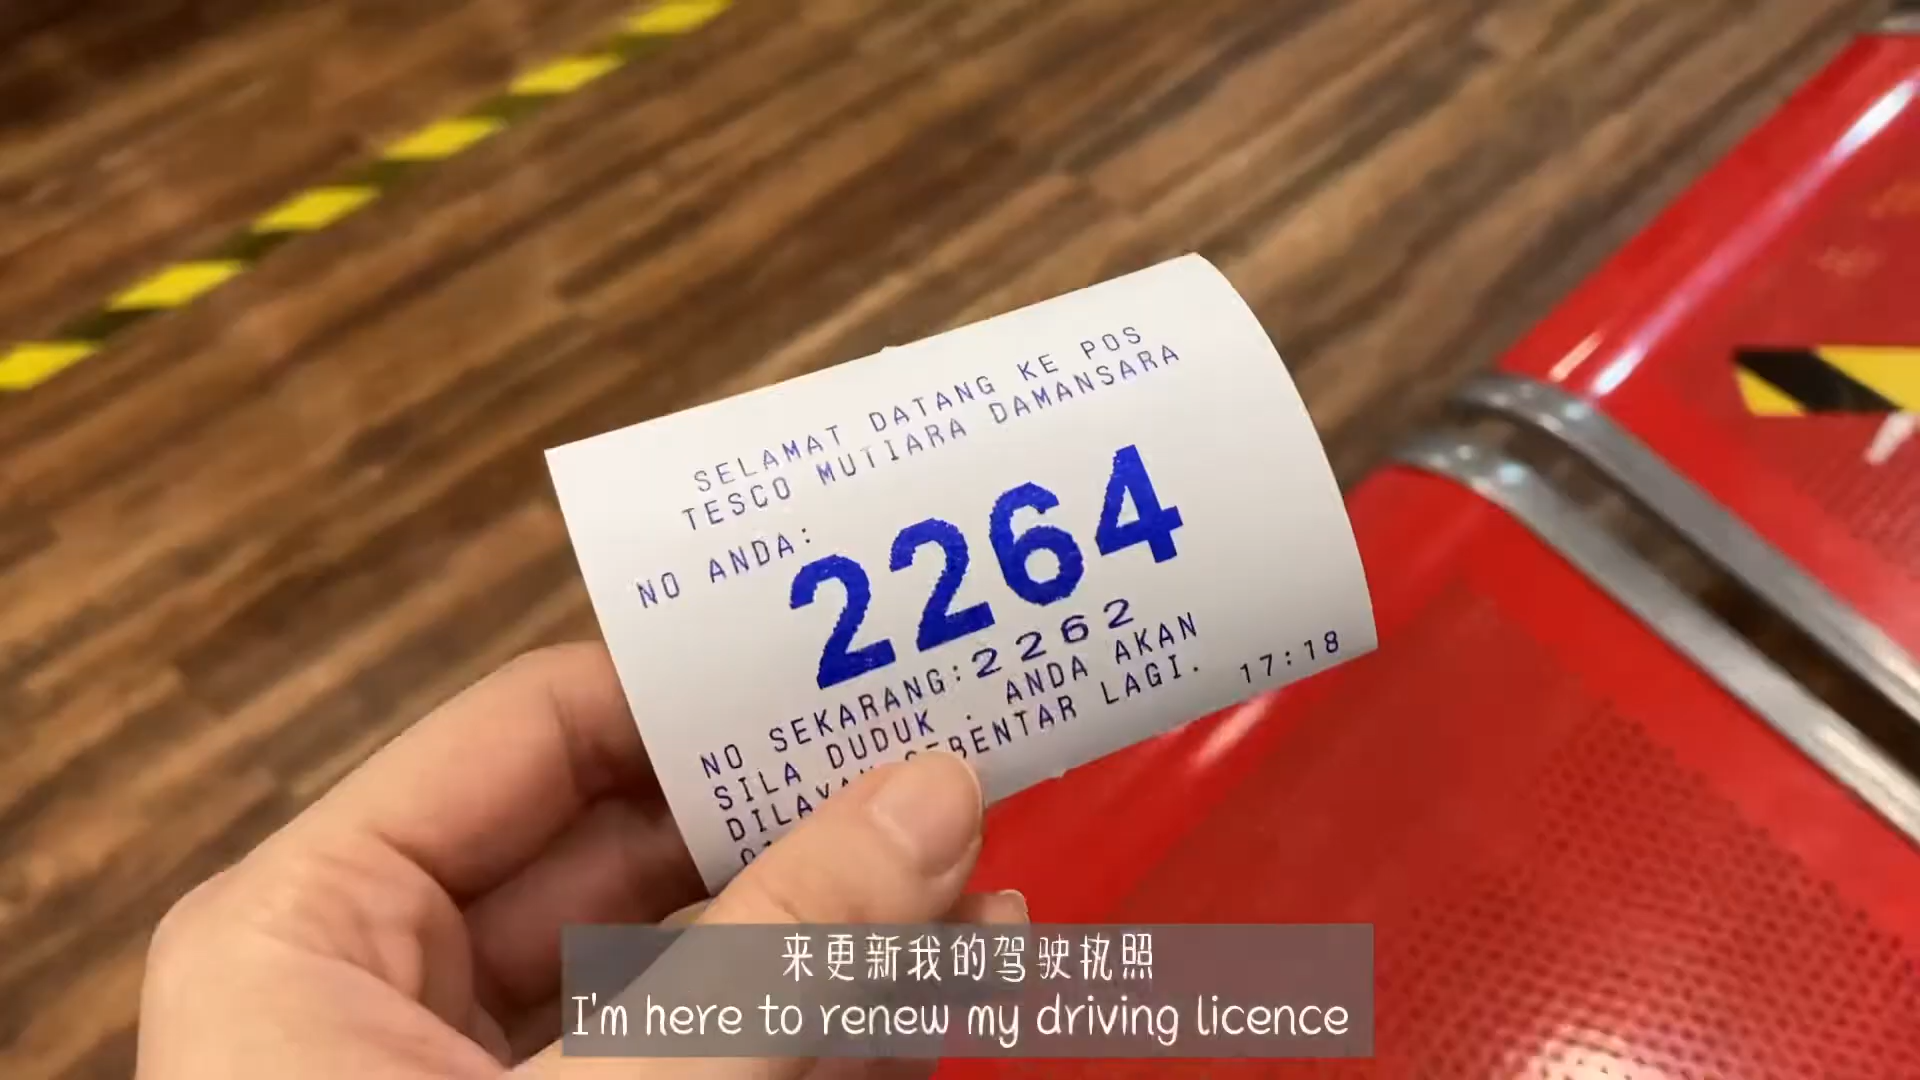 SELAMAT DATANG KE POS
TESCO MUTIARA DAMANSARA
NO ANDA:
2264
NO SEKARANG:2262
SILA DUDUK . ANDA AKAN
SEBENTAR LAGI.
17:18
来更新我的驾驶执照
I'm here to renew my driving licence